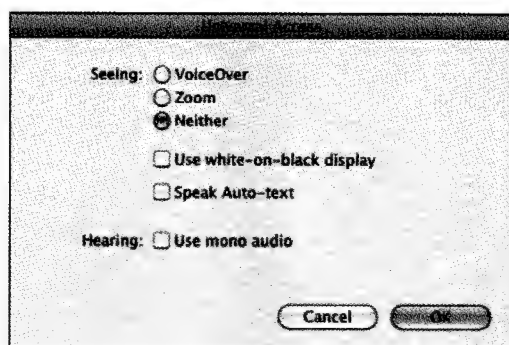 Universal Access
Seeing: VoiceOver
Zoom
Neither
Use white-on-black display
Speak Auto-text
Hearing: Use mono audio
Cancel OK